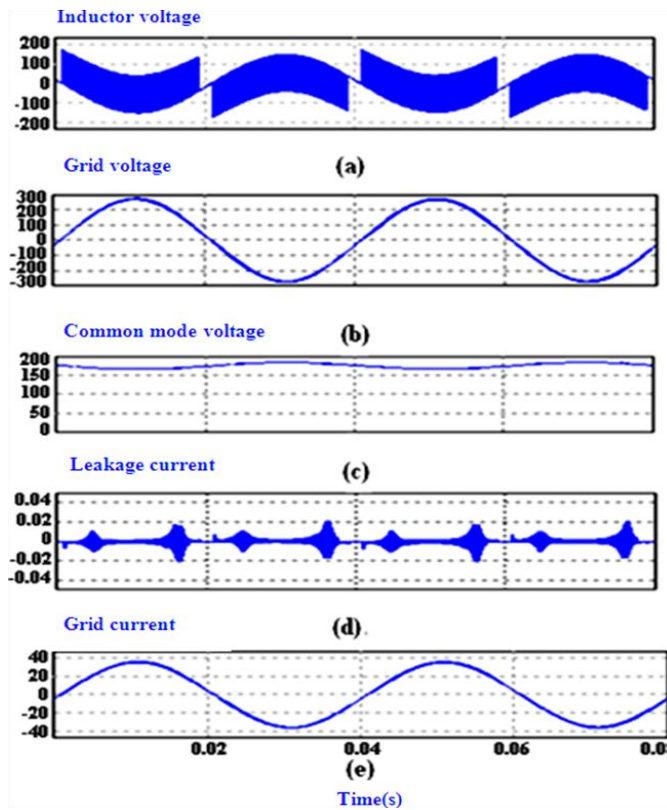 Inductor voltage
200
100
0
-100
-200
(a)
Grid voltage
300
200
100
0
-100
-200
-300
(b)
Common mode voltage
200
150
100
50
0
(c)
Leakage current
0.04
0.02
0
-0.02
-0.04
(d).
Grid current
40
20
0
-20
-40
0.02 0.04 0.06 0.08
(e)
Time(s)